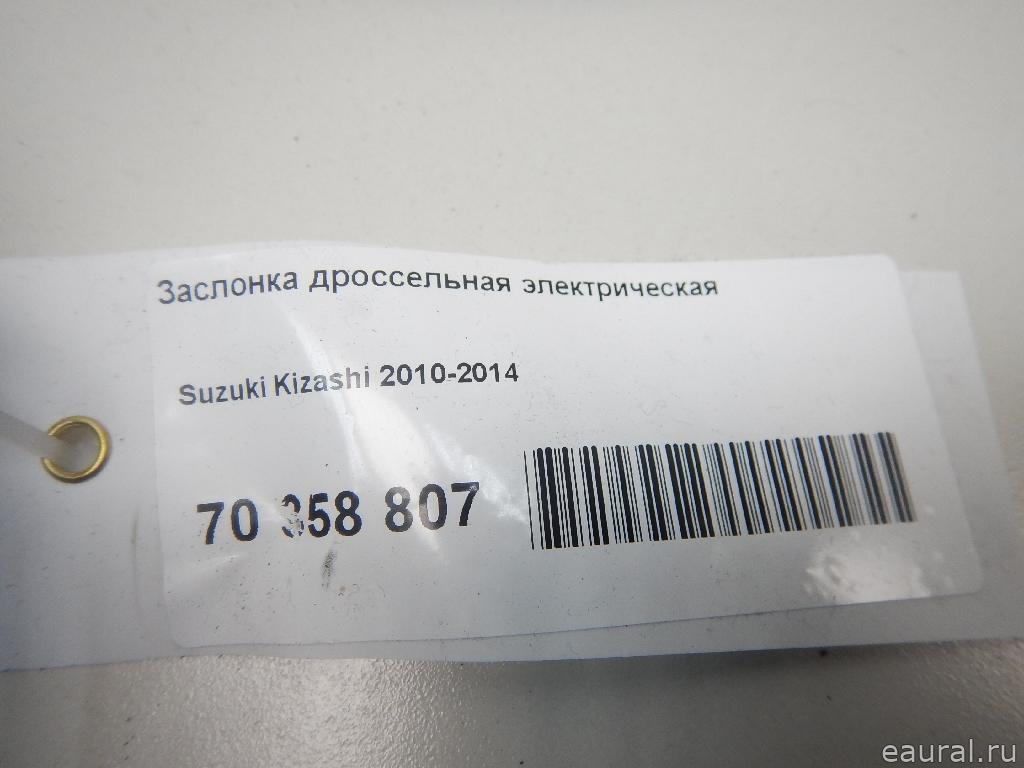 Заслонка дроссельная электрическая
Suzuki Kizashi 2010-2014
70 358 807
eaural.ru